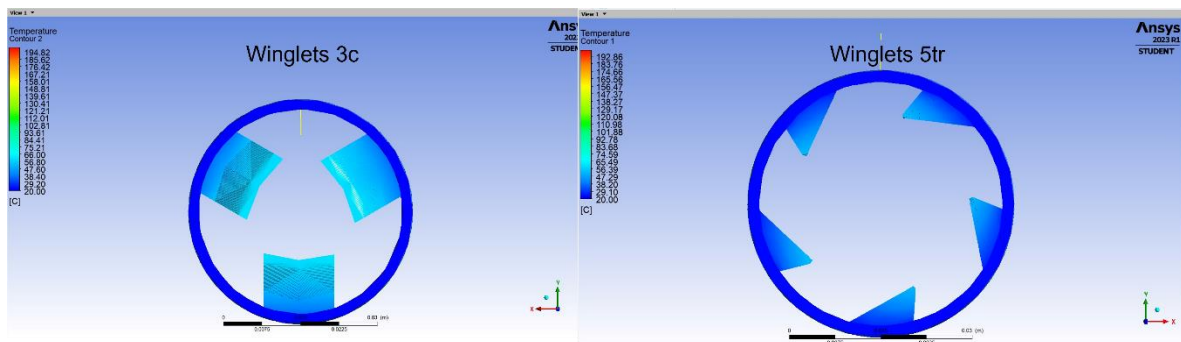 View 1
Temperature
Contour 2
194.82
185.62
176.42
167.21
158.01
148.81
139.61
130.41
121.21
112.01
102.81
93.61
84.41
75.21
66.00
56.80
47.60
38.40
29.20
20.00
[C]
Winglets 3c
Ansys
STUDENT
0
0.03 (m)
0.0075
0.0225
Y
X
View 1
Temperature
Contour 1
192.86
183.76
174.66
165.56
156.47
147.37
138.27
129.17
120.08
110.98
101.88
92.78
83.68
74.59
65.49
56.39
47.29
38.20
29.10
20.00
[C]
Winglets 5tr
Ansys
2023 R1
STUDENT
0
0.03 (m)
Y
X